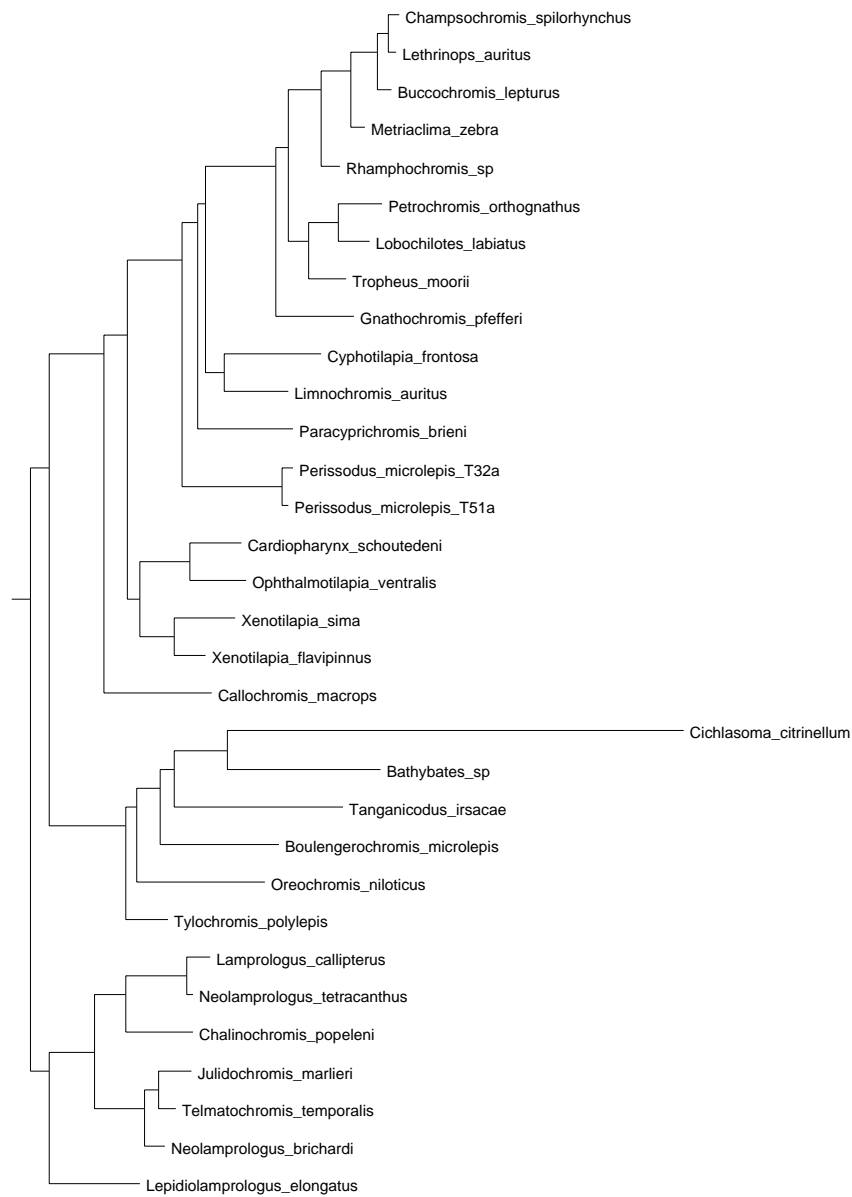 Champsochromis_spilorhynchus
Lethrinops_auritus
Buccochromis_lepturus
Metriaclima_zebra
Rhamphochromis_sp
Petrochromis_orthognathus
Lobochilotes_labiatus
Tropheus_moorii
Gnathochromis_pfefferi
Cyphotilapia_frontosa
Limnochromis_auritus
Paracyprichromis_brieni
Perissodus_microlepis_T32a
Perissodus_microlepis_T51a
Cardiopharynx_schoutedeni
Ophthalmotilapia_ventralis
Xenotilapia_sima
Xenotilapia_flavipinnus
Callochromis_macrops
Cichlasoma_citrinellum
Bathybates_sp
Tanganicodus_irsacae
Boulengerochromis_microlepis
Oreochromis_niloticus
Tylochromis_polylepis
Lamprologus_callipterus
Neolamprologus_tetracanthus
Chalinochromis_popeleni
Julidochromis_marlieri
Telmatochromis_temporalis
Neolamprologus_brichardi
Lepidiolamprologus_elongatus